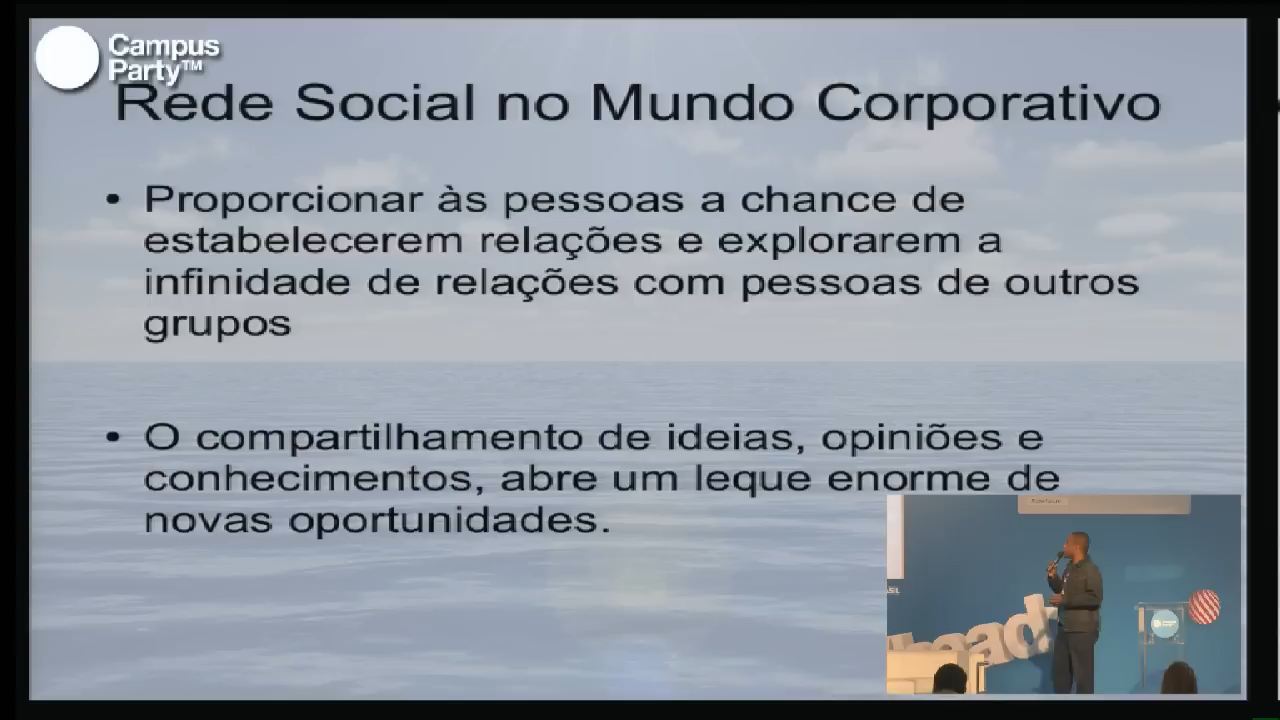 Campus
Party™
Rede Social no Mundo Corporativo
• Proporcionar às pessoas a chance de
estabelecerem relações e explorarem a
infinidade de relações com pessoas de outros
grupos
• O compartilhamento de ideias, opiniões e
conhecimentos, abre um leque enorme de
novas oportunidades.